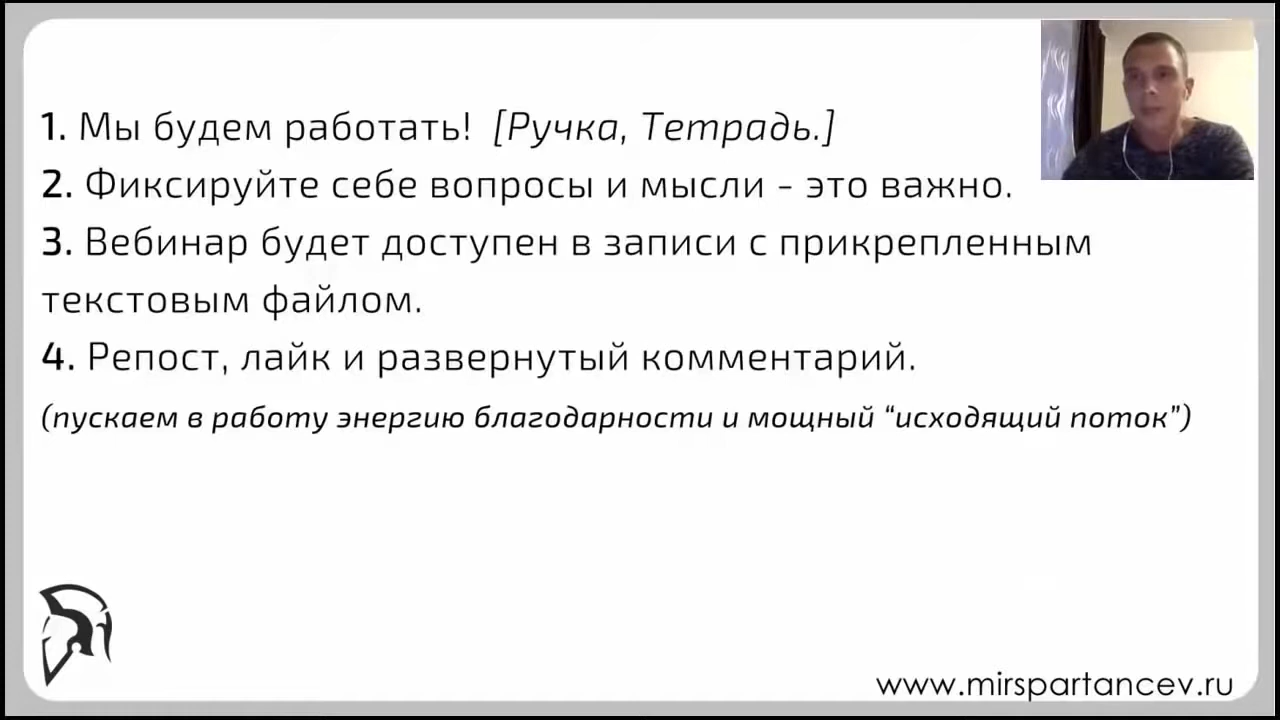 1. Мы будем работать! [Ручка, Тетрадь.]
2. Фиксируйте себе вопросы и мысли - это важно.
3. Вебинар будет доступен в записи с прикрепленным
текстовым файлом.
4. Репост, лайк и развернутый комментарий.
(пускаем в работу энергию благодарности и мощный “исходящий поток”)
www.mirspartancev.ru